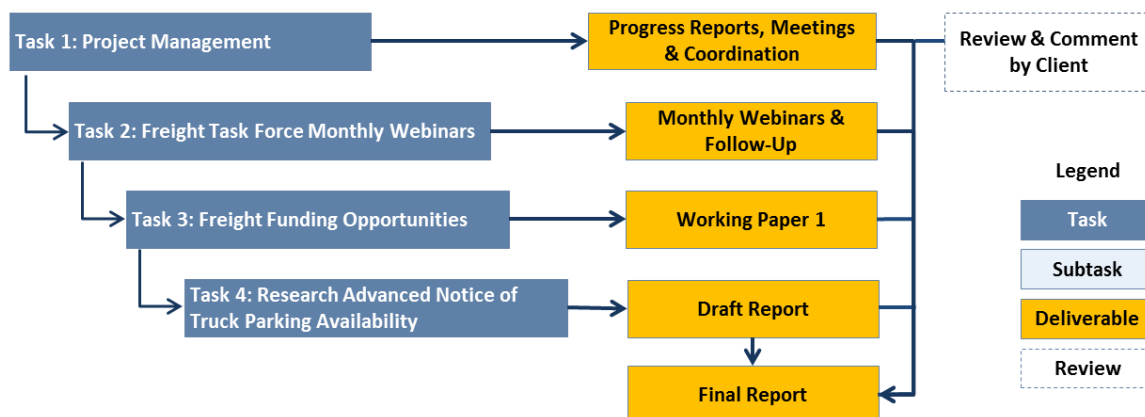 Task 1: Project Management
Progress Reports, Meetings
& Coordination
Review & Comment
by Client
Task 2: Freight Task Force Monthly Webinars
Monthly Webinars &
Follow-Up
Legend
Task 3: Freight Funding Opportunities
Working Paper 1
Task
Subtask
Task 4: Research Advanced Notice of
Truck Parking Availability
Draft Report
Deliverable
Review
Final Report